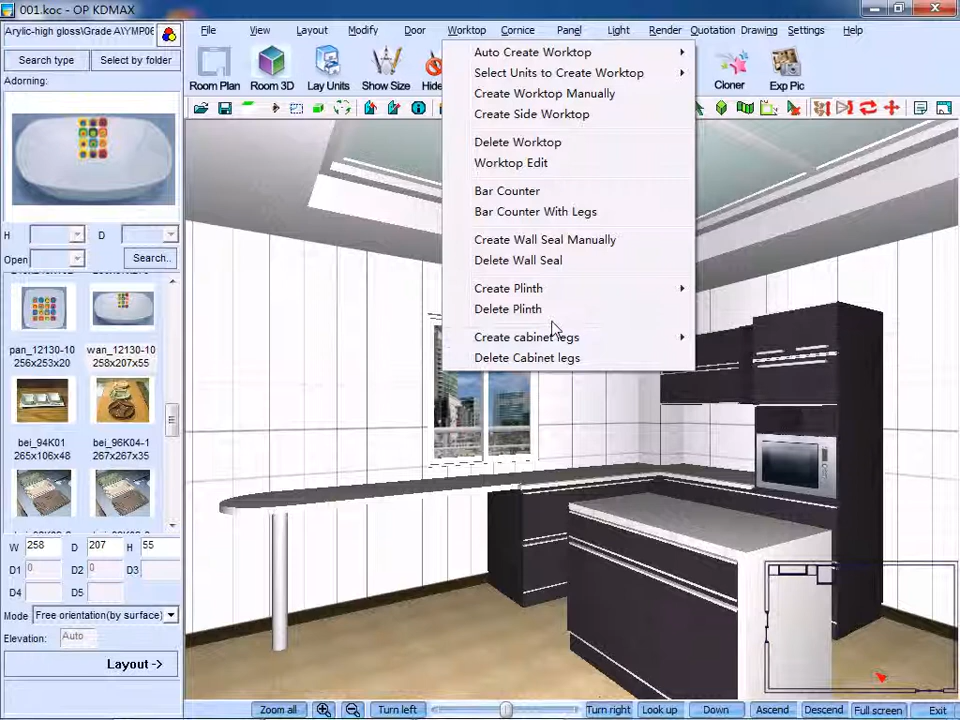 001.koc - OP KDMAX
Arylic-high gloss\Grade A\YMP06
File View Layout Modify Door Worktop Cornice Panel Light Render Quotation Drawing Settings Help
Search type Select by folder
Adorning:
Room Plan Room 3D Lay Units Show Size Hide Cloner Exp Pic
Auto Create Worktop
Select Units to Create Worktop
Create Worktop Manually
Create Side Worktop
Delete Worktop
Worktop Edit
Bar Counter
Bar Counter With Legs
Create Wall Seal Manually
Delete Wall Seal
Create Plinth
Delete Plinth
Create cabinet legs
Delete Cabinet legs
H D
Open Search..
pan_12130-10 wan_12130-10
256x253x20 258x207x55
bei_94K01 bei_96K04-1
265x106x48 267x267x35
W 258 D 207 H 55
D1 0 D2 0 D3
D4 D5
Mode Free orientation(by surface)
Elevation: Auto
Layout ->
Zoom all Turn left Turn right Look up Down Ascend Descend Full screen Exit